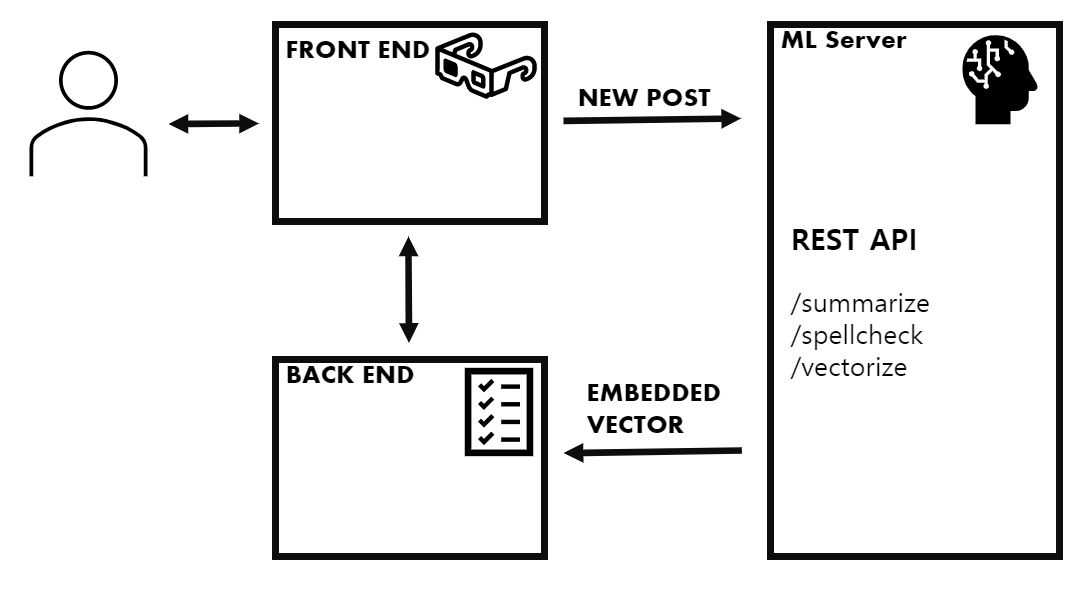 FRONT END
NEW POST
ML Server
REST API
/summarize
/spellcheck
/vectorize
BACK END
EMBEDDED
VECTOR